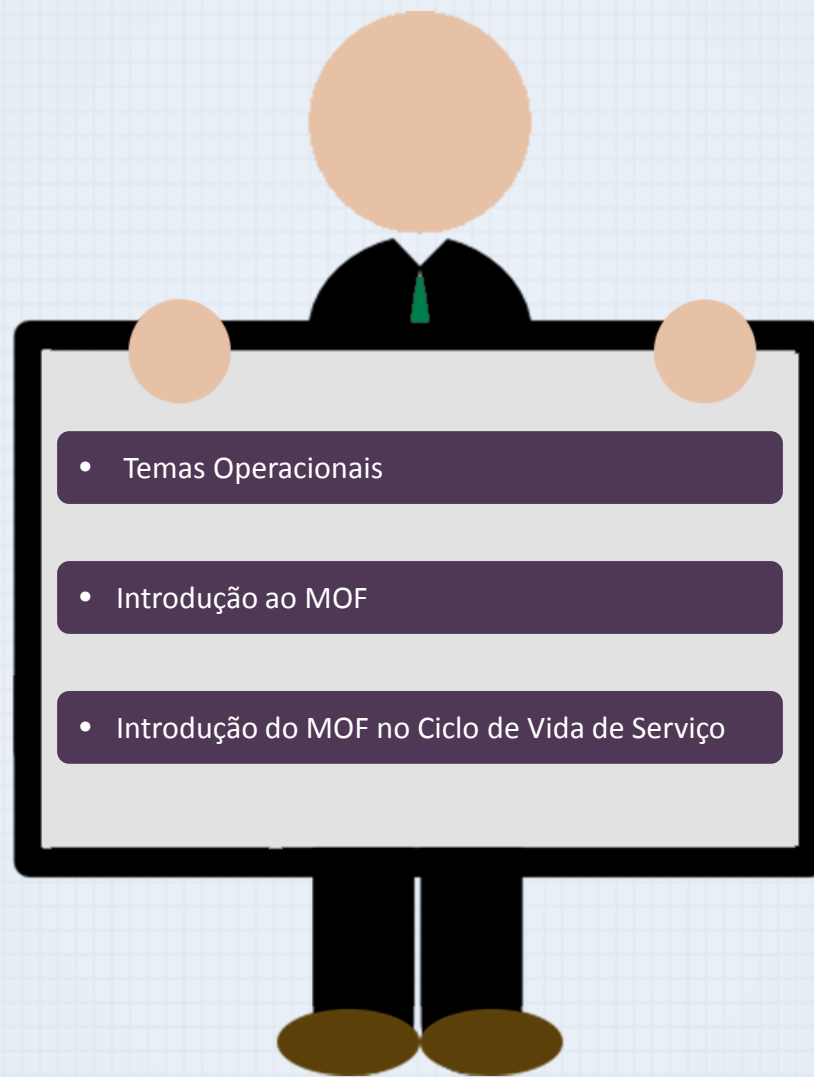 • Temas Operacionais
• Introdução ao MOF
• Introdução do MOF no Ciclo de Vida de Serviço